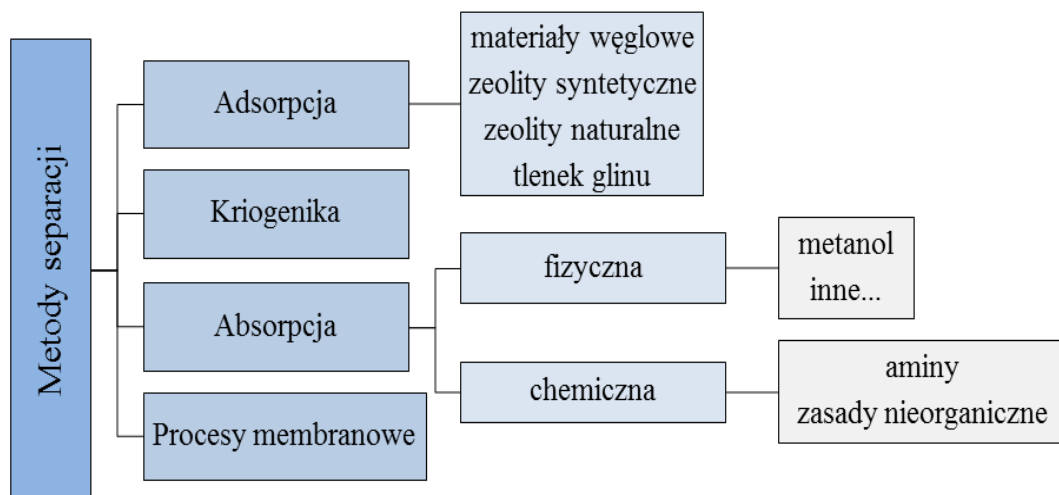 Metody separacji
Adsorpcja
materiały węglowe
zeolity syntetyczne
zeolity naturalne
tlenek glinu
Kriogenika
Absorpcja
fizyczna
metanol
inne...
chemiczna
aminy
zasady nieorganiczne
Procesy membranowe